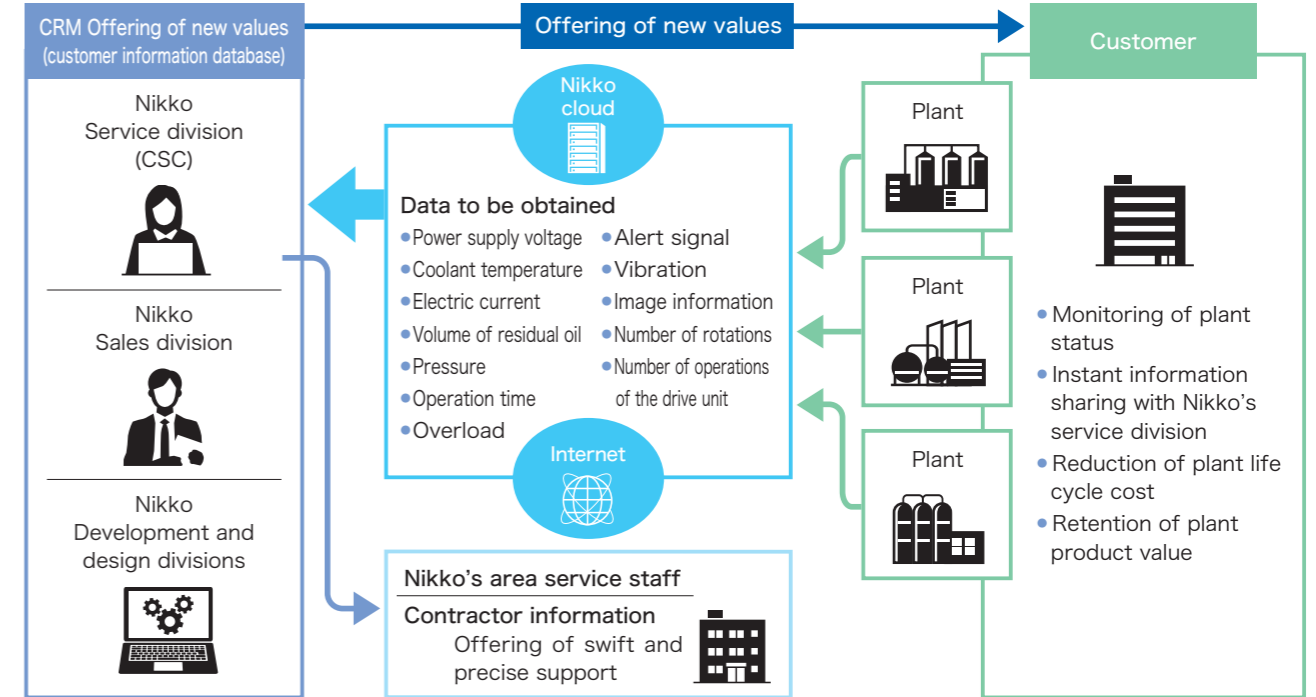 CRM Offering of new values
(customer information database)
Nikko
Service division
(CSC)
Nikko
Sales division
Nikko
Development and
design divisions
Offering of new values
Nikko
cloud
Data to be obtained
•Power supply voltage
•Coolant temperature
•Electric current
•Volume of residual oil
•Pressure
•Operation time
•Overload
•Alert signal
•Vibration
•Image information
•Number of rotations
•Number of operations
of the drive unit
Internet
Nikko’s area service staff
Contractor information
Offering of swift and
precise support
Plant
Plant
Plant
Customer
•Monitoring of plant
status
•Instant information
sharing with Nikko’s
service division
•Reduction of plant life
cycle cost
•Retention of plant
product value